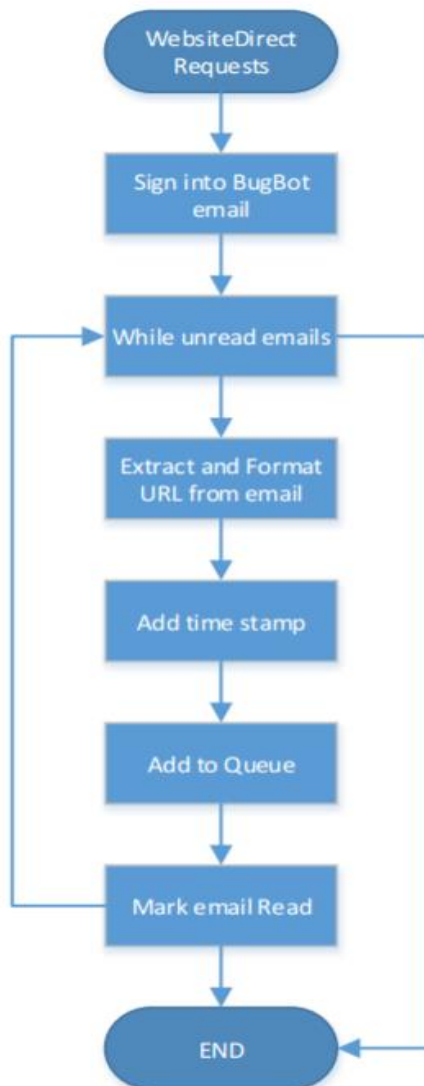 WebsiteDirect
Requests
Sign into BugBot
email
While unread emails
Extract and Format
URL from email
Add time stamp
Add to Queue
Mark email Read
END